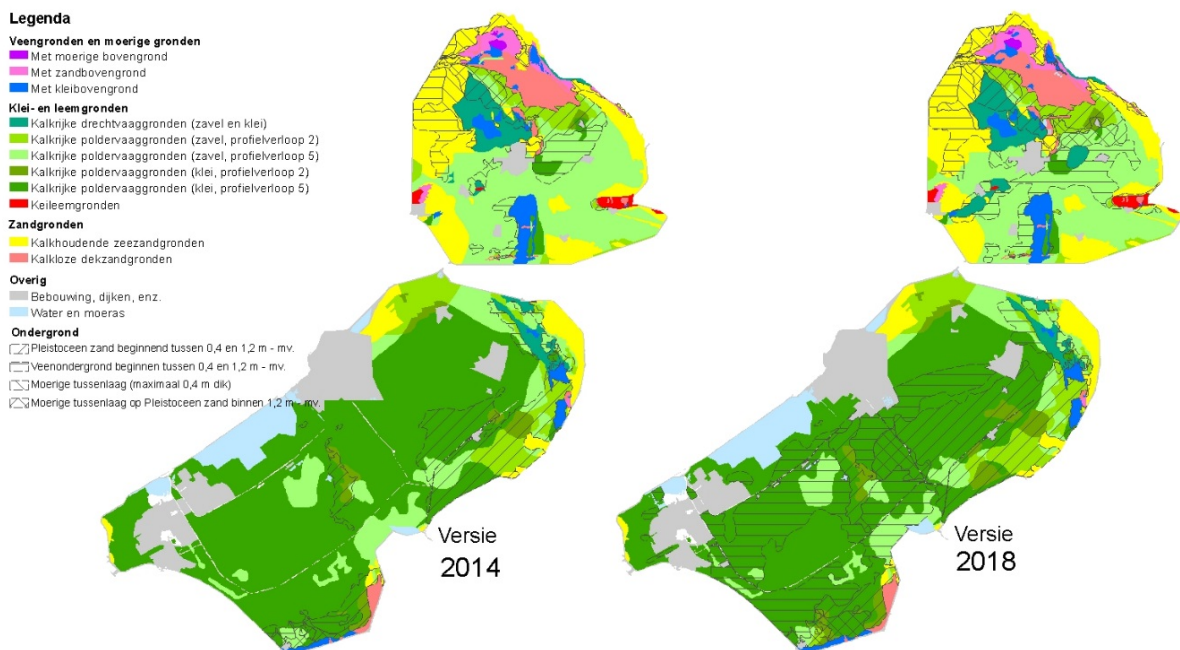 Legenda
Veengronden en moerige gronden
Met moerige bovengrond
Met zandbovengrond
Met kleibovengrond
Klei- en leemgronden
Kalkrijke drechtvaaggronden (zavel en klei)
Kalkrijke poldervaaggronden (zavel, profielverloop 2)
Kalkrijke poldervaaggronden (zavel, profielverloop 5)
Kalkrijke poldervaaggronden (klei, profielverloop 2)
Kalkrijke poldervaaggronden (klei, profielverloop 5)
Keileemgronden
Zandgronden
Kalkhoudende zeezandgronden
Kalkloze dekzandgronden
Overig
Bebouwing, dijken, enz.
Water en moeras
Ondergrond
Pleistoceen zand beginnend tussen 0,4 en 1,2 m - mv.
Veenondergrond beginnen tussen 0,4 en 1,2 m - mv.
Moerige tussenlaag (maximaal 0,4 m dik)
Moerige tussenlaag op Pleistoceen zand binnen 1,2 m - mv.
Versie
2014
Versie
2018